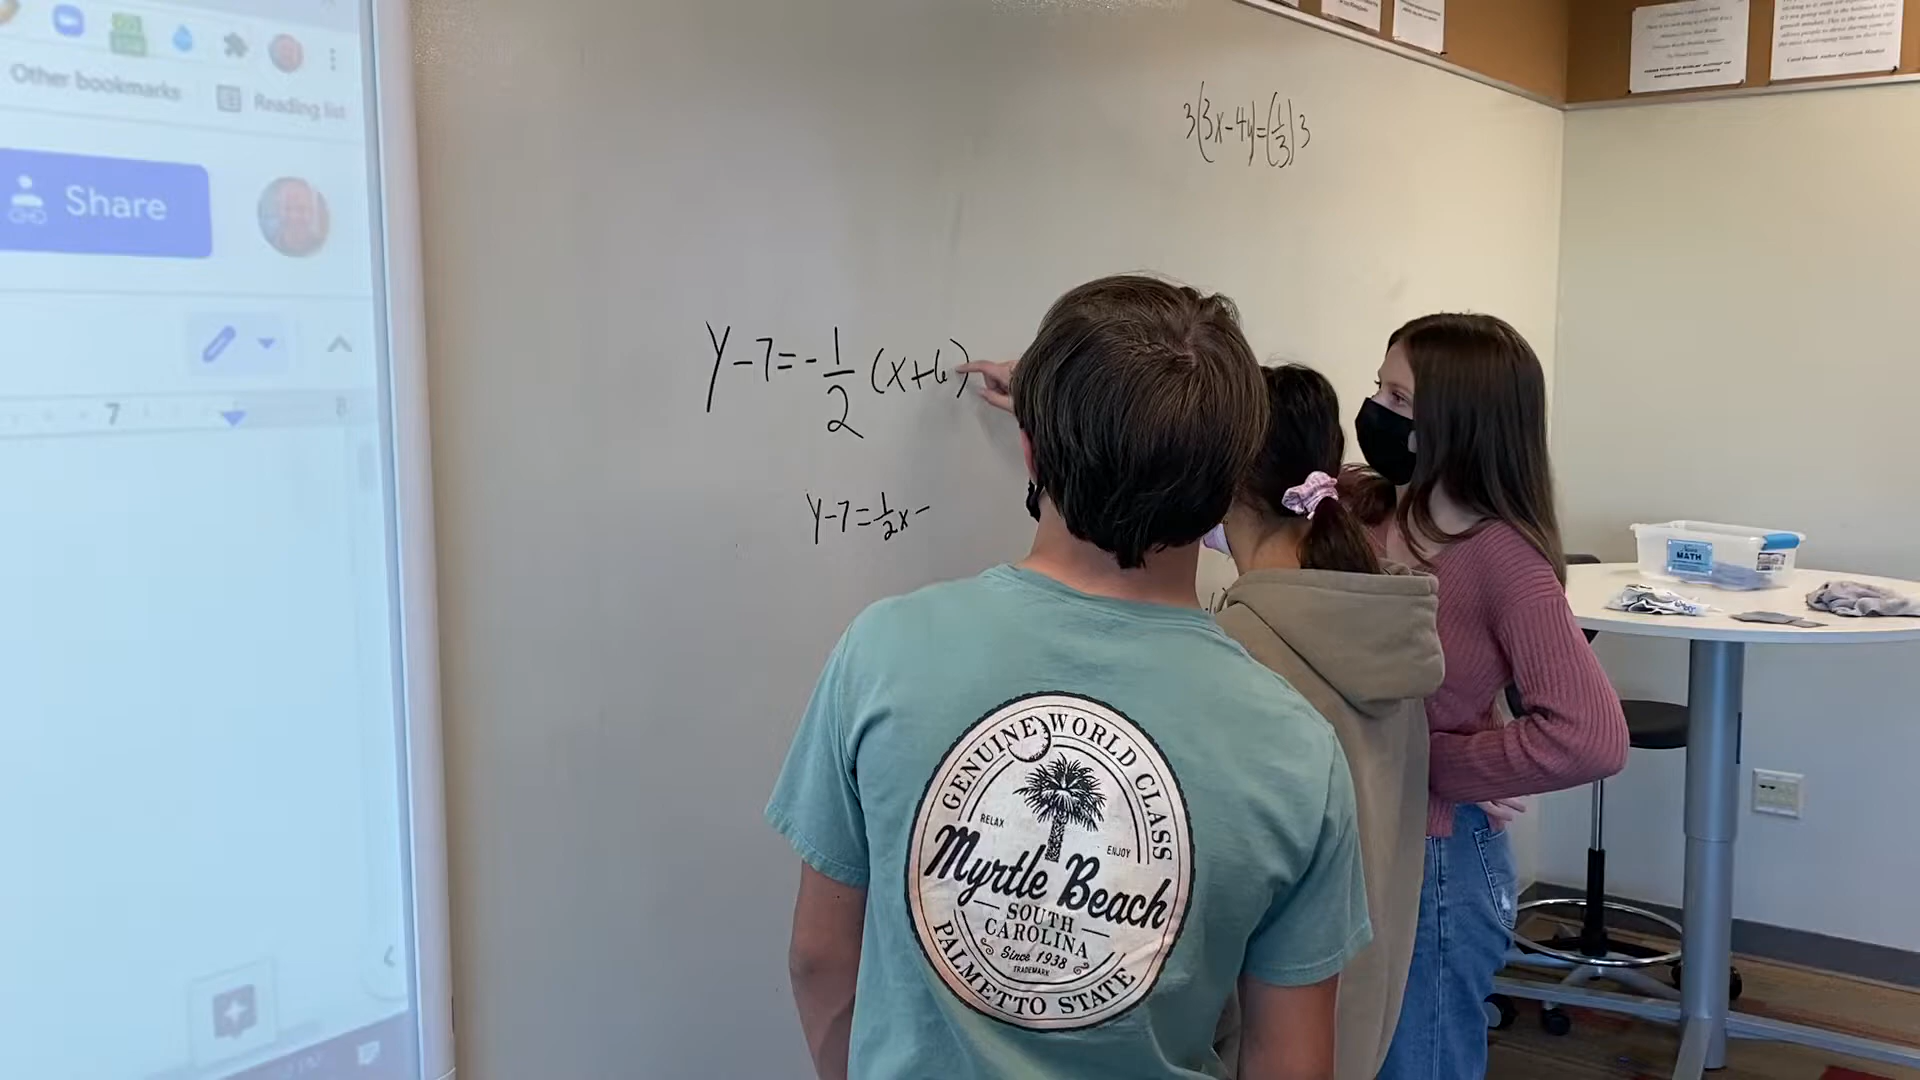 Other bookmarks
Reading list
Share
7
8
3(3x-4y)=(1/3)3
y-7=-1/2(x+6)
y-7=1/2x-
GENUINE WORLD CLASS
RELAX
ENJOY
Myrtle Beach
SOUTH
CAROLINA
Since 1938
TRADEMARK
PALMETTO STATE
MATH